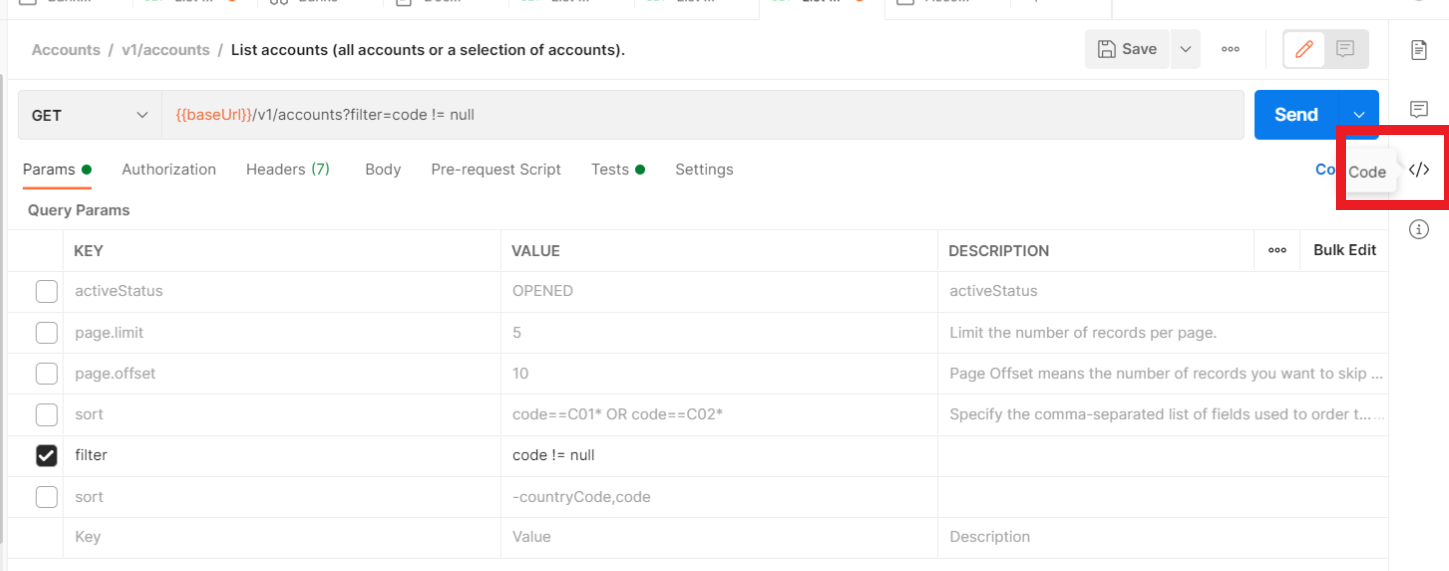 Accounts / v1/accounts / List accounts (all accounts or a selection of accounts).
Save
GET {{baseUrl}}/v1/accounts?filter=code != null Send
Params Authorization Headers (7) Body Pre-request Script Tests Settings Co Code </>
Query Params
KEY VALUE DESCRIPTION Bulk Edit
activeStatus OPENED activeStatus
page.limit 5 Limit the number of records per page.
page.offset 10 Page Offset means the number of records you want to skip ...
sort code==C01* OR code==C02* Specify the comma-separated list of fields used to order t...
filter code != null
sort -countryCode,code
Key Value Description